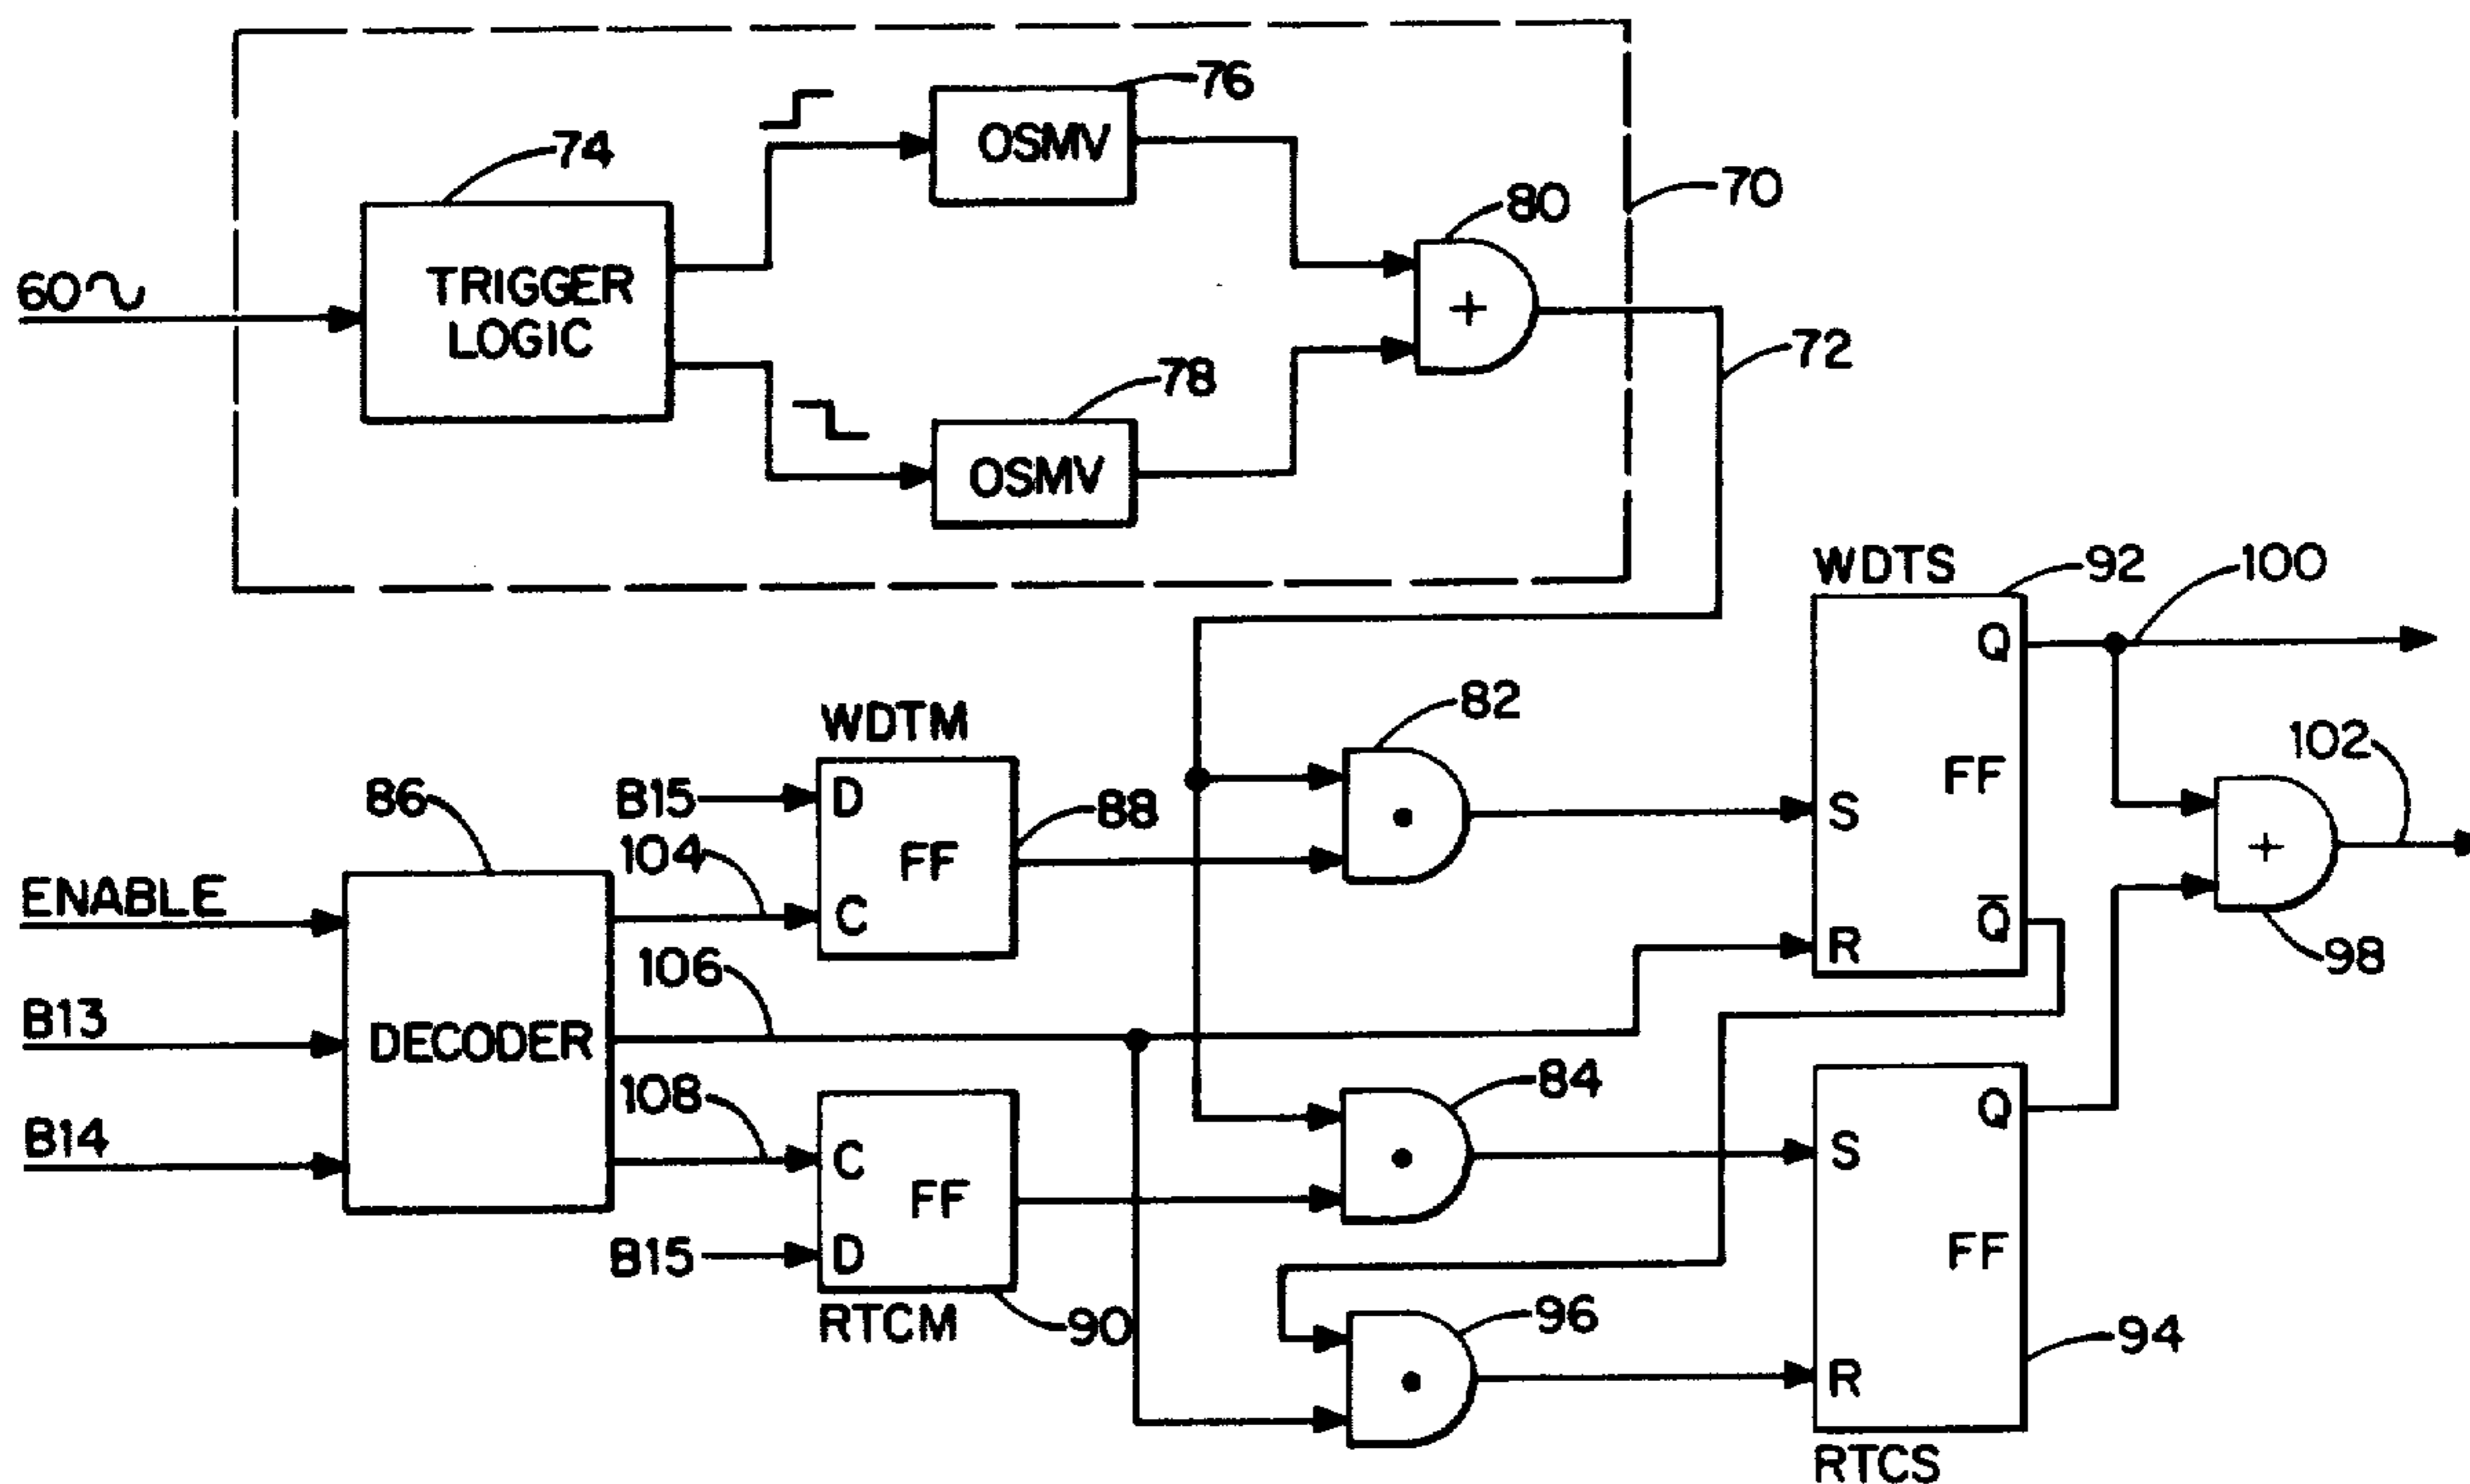 76
74
OSMV
70
80
60∿
TRIGGER
LOGIC
+
72
78
OSMV
WDTS
92
100
Q
82
WDTM
102
86
B15
D
88
FF
S
104
FF
+
ENABLE
C
Q̅
R
98
106
B13
DECODER
108
84
Q
B14
C
S
FF
B15
D
FF
RTCM
90
96
94
R
RTCS